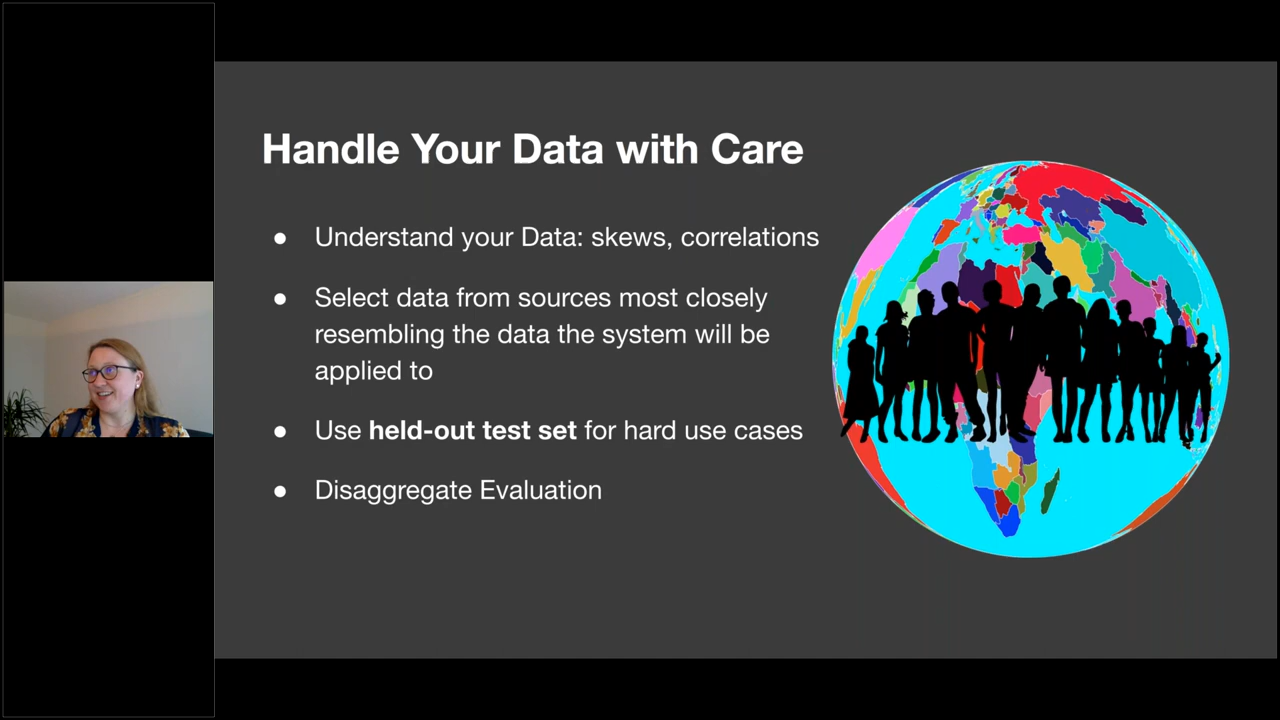 Handle Your Data with Care
● Understand your Data: skews, correlations
● Select data from sources most closely
resembling the data the system will be
applied to
● Use held-out test set for hard use cases
● Disaggregate Evaluation